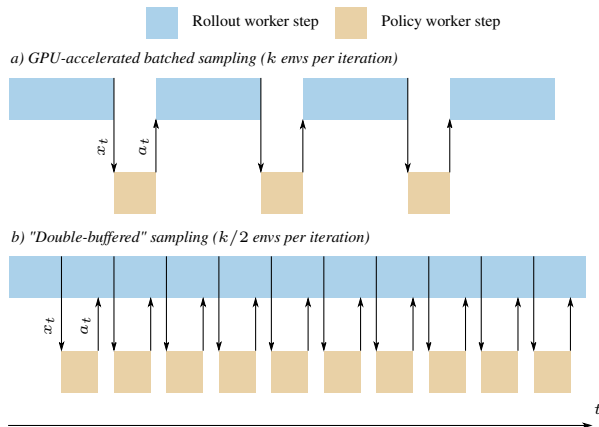 Rollout worker step Policy worker step
a) GPU-accelerated batched sampling (k envs per iteration)
x_t a_t
b) "Double-buffered" sampling (k/2 envs per iteration)
x_t a_t
t